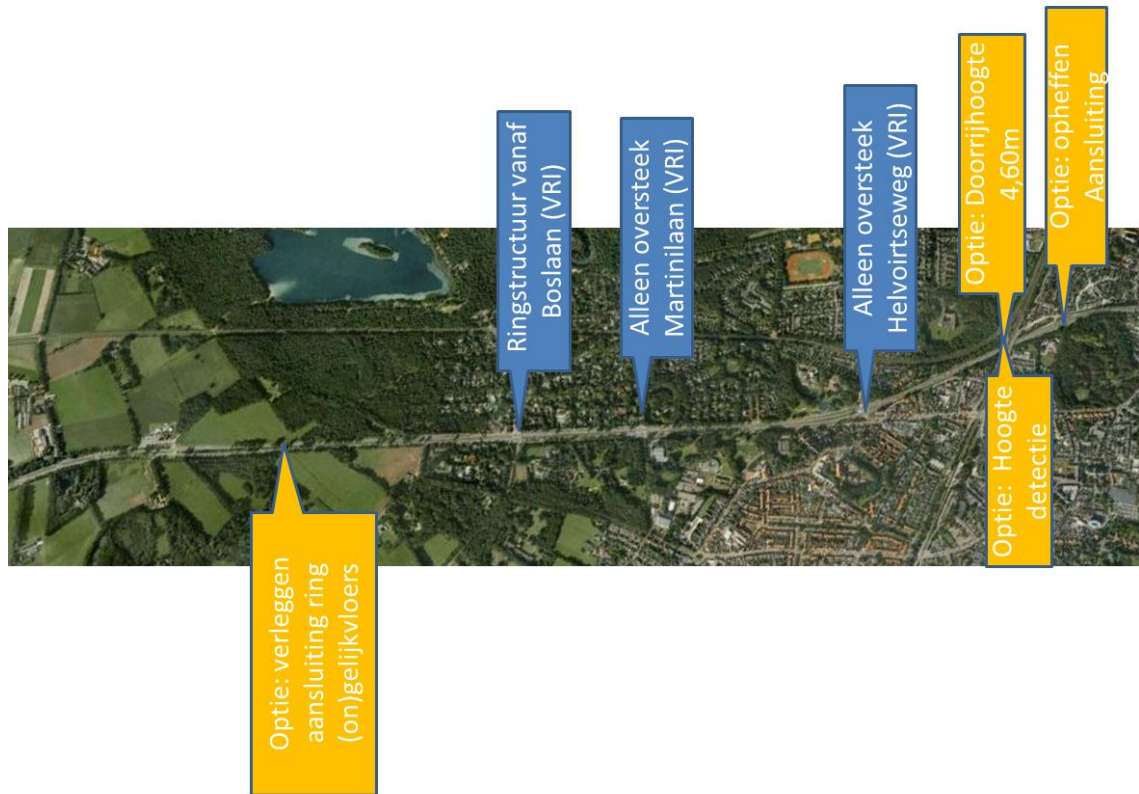 Optie: verleggen
aansluiting ring
(on)gelijkvloers
Ringstructuur vanaf
Boslaan (VRI)
Alleen oversteek
Martinilaan (VRI)
Alleen oversteek
Helvoirtseweg (VRI)
Optie: Doorrijhoogte
4,60m
Optie: Hoogte
detectie
Optie: opheffen
Aansluiting